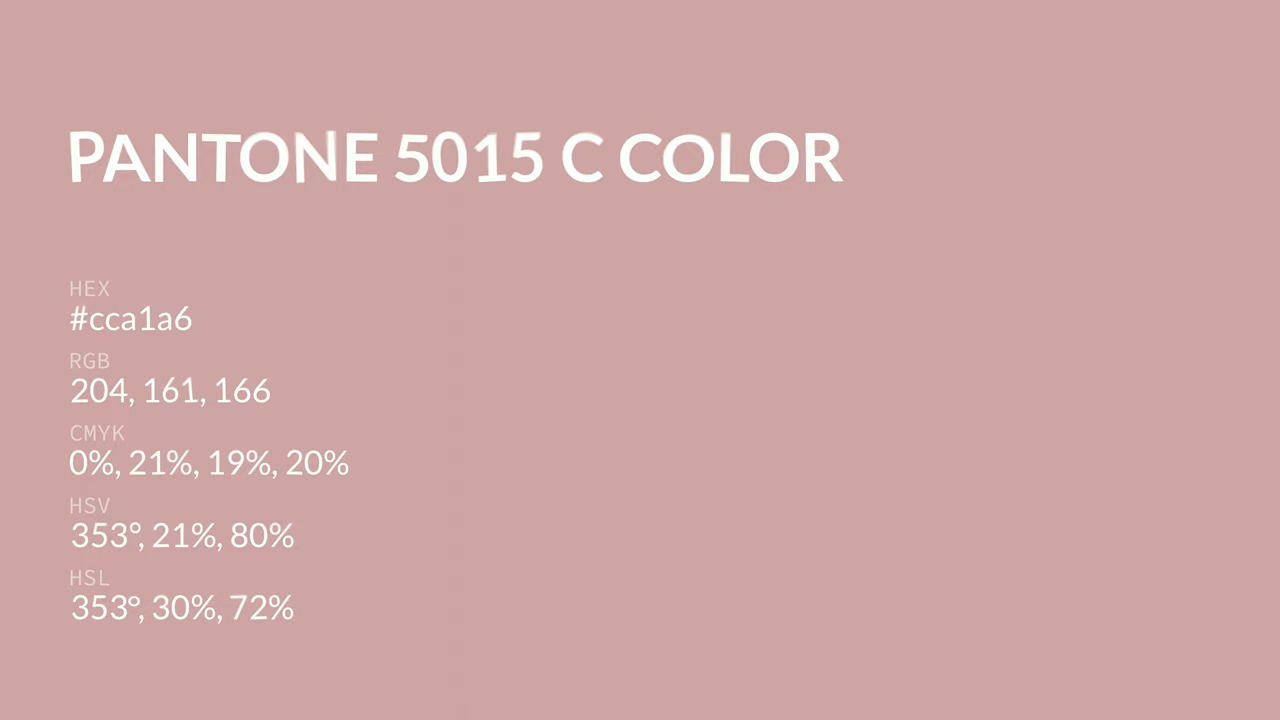 PANTONE 5015 C COLOR
HEX
#cca1a6
RGB
204, 161, 166
CMYK
0%, 21%, 19%, 20%
HSV
353°, 21%, 80%
HSL
353°, 30%, 72%